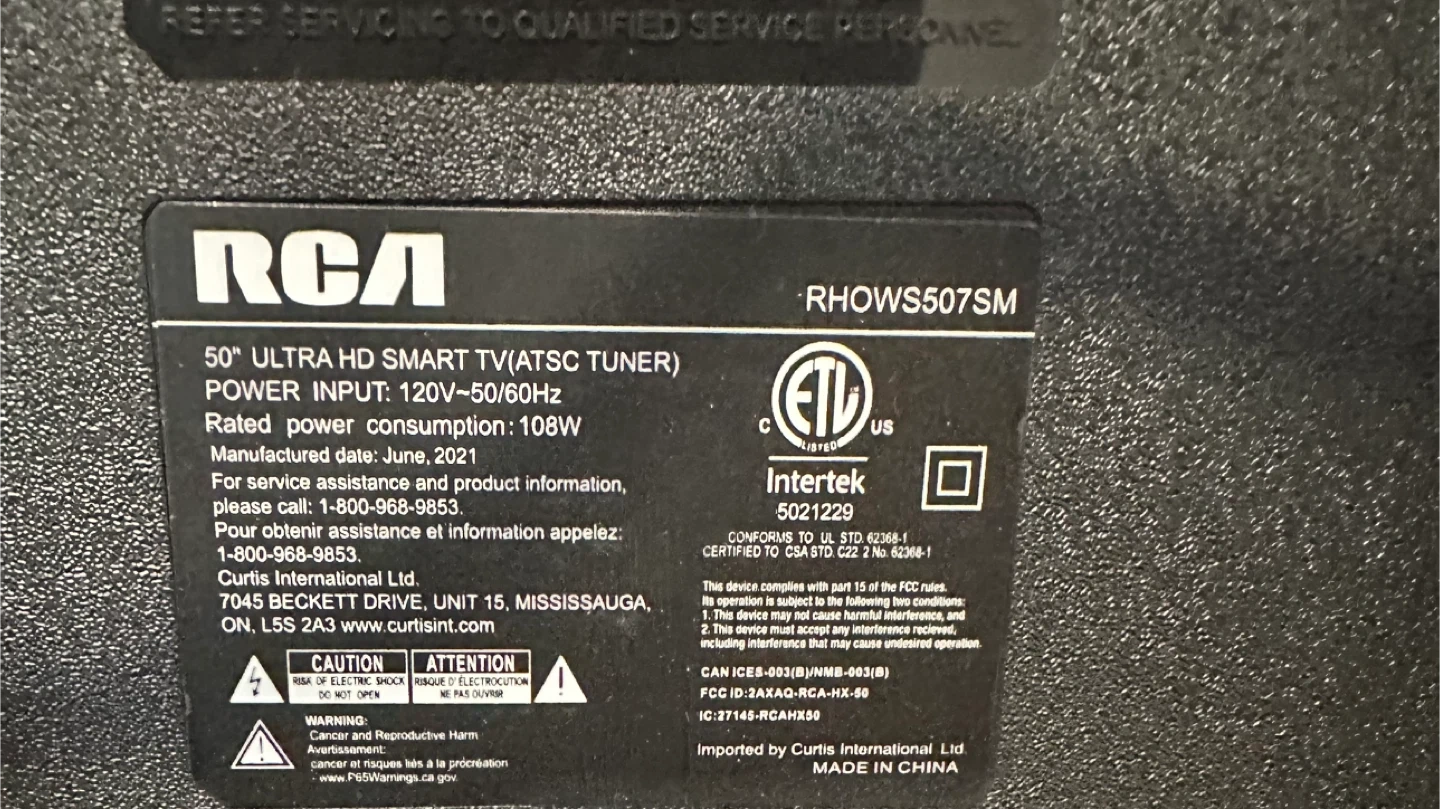 REFER SERVICING TO QUALIFIED SERVICE PERSONNEL
RCA
RHOWS507SM
50" ULTRA HD SMART TV(ATSC TUNER)
POWER INPUT: 120V~50/60Hz
Rated power consumption: 108W
Manufactured date: June, 2021
For service assistance and product information,
please call: 1-800-968-9853.
Pour obtenir assistance et information appelez:
1-800-968-9853.
Curtis International Ltd.
7045 BECKETT DRIVE, UNIT 15, MISSISSAUGA,
ON, L5S 2A3 www.curtisint.com
CAUTION
RISK OF ELECTRIC SHOCK
DO NOT OPEN
ATTENTION
RISQUE D'ÉLECTROCUTION
NE PAS OUVRIR
WARNING:
Cancer and Reproductive Harm
Avertissement:
cancer et risques liés à la procréation
www.P65Warnings.ca.gov
ETL
C US
LISTED
Intertek
5021229
CONFORMS TO UL STD. 62368-1
CERTIFIED TO CSA STD. C22 2 No. 62368-1
This device complies with part 15 of the FCC rules.
Its operation is subject to the following two conditions:
1. This device may not cause harmful interference, and
2. This device must accept any interference recieved,
including interference that may cause undesired operation.
CAN ICES-003(B)/NMB-003(B)
FCC ID:2AXAQ-RCA-HX-50
IC:27145-RCAHX50
Imported by Curtis International Ltd.
MADE IN CHINA